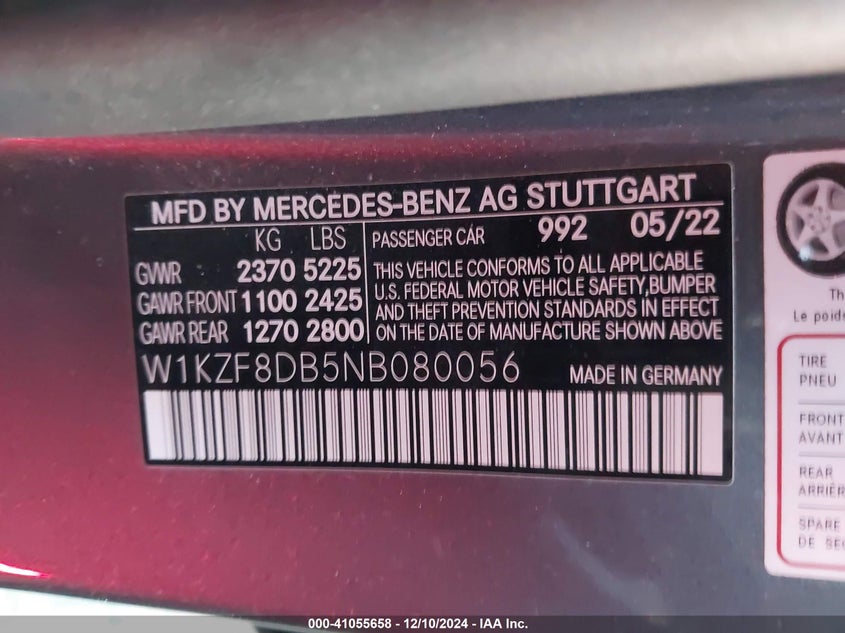 MFD BY MERCEDES-BENZ AG STUTTGART
KG LBS
GVWR 2370 5225
GAWR FRONT 1100 2425
GAWR REAR 1270 2800
PASSENGER CAR 992 05/22
THIS VEHICLE CONFORMS TO ALL APPLICABLE
U.S. FEDERAL MOTOR VEHICLE SAFETY,BUMPER
AND THEFT PREVENTION STANDARDS IN EFFECT
ON THE DATE OF MANUFACTURE SHOWN ABOVE
W1KZF8DB5NB080056 MADE IN GERMANY
Th
Le poide
TIRE
PNEU
FRONT
AVANT
REAR
ARRIÈR
SPARE
DE SE
000-41055658 - 12/10/2024 - IAA Inc.